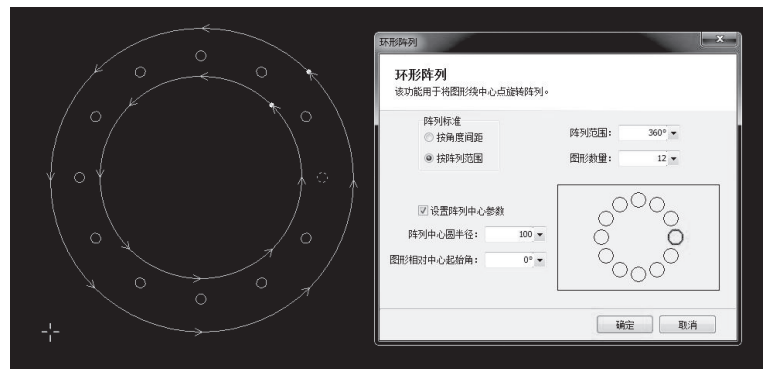 环形阵列
环形阵列
该功能用于将图形绕中心点旋转阵列。
阵列标准
按角度间距
按阵列范围
阵列范围: 360°
图形数量: 12
设置阵列中心参数
阵列中心圆半径: 100
图形相对中心起始角: 0°
确定 取消